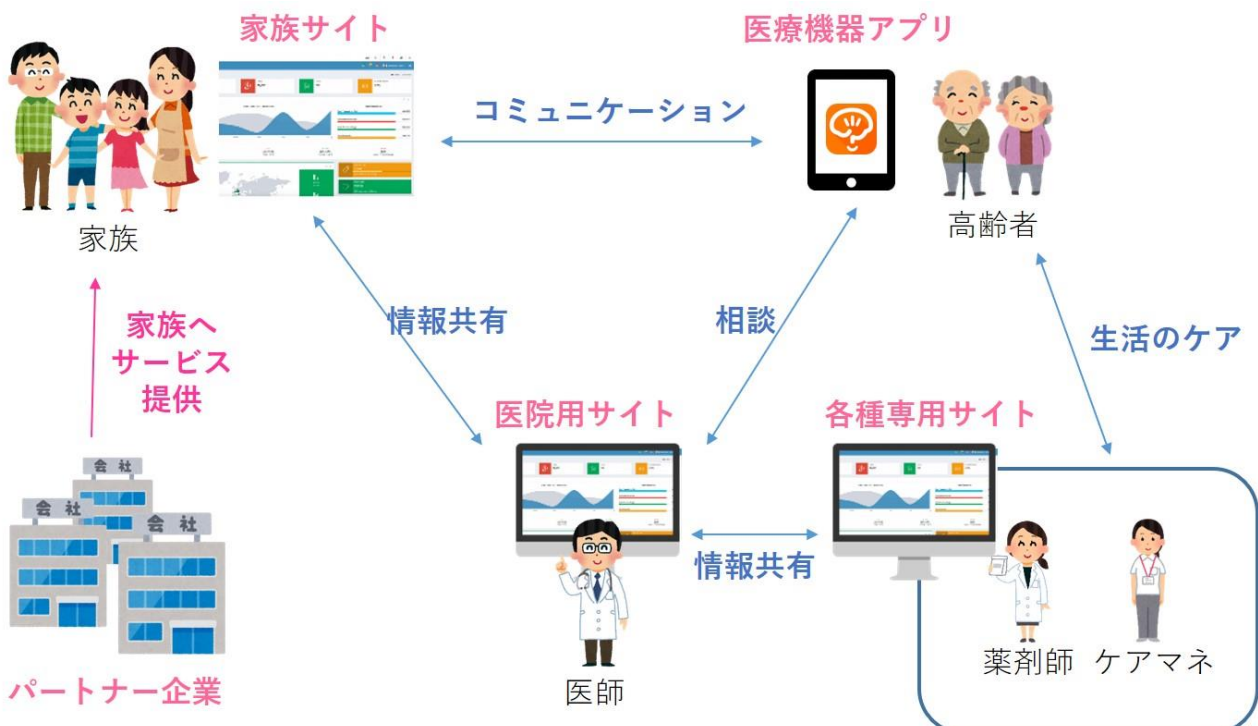 家族サイト
医療機器アプリ
コミュニケーション
家族
高齢者
情報共有
相談
生活のケア
家族へ
サービス
提供
医院用サイト
各種専用サイト
会社
会社
会社
情報共有
薬剤師
ケアマネ
医師
パートナー企業